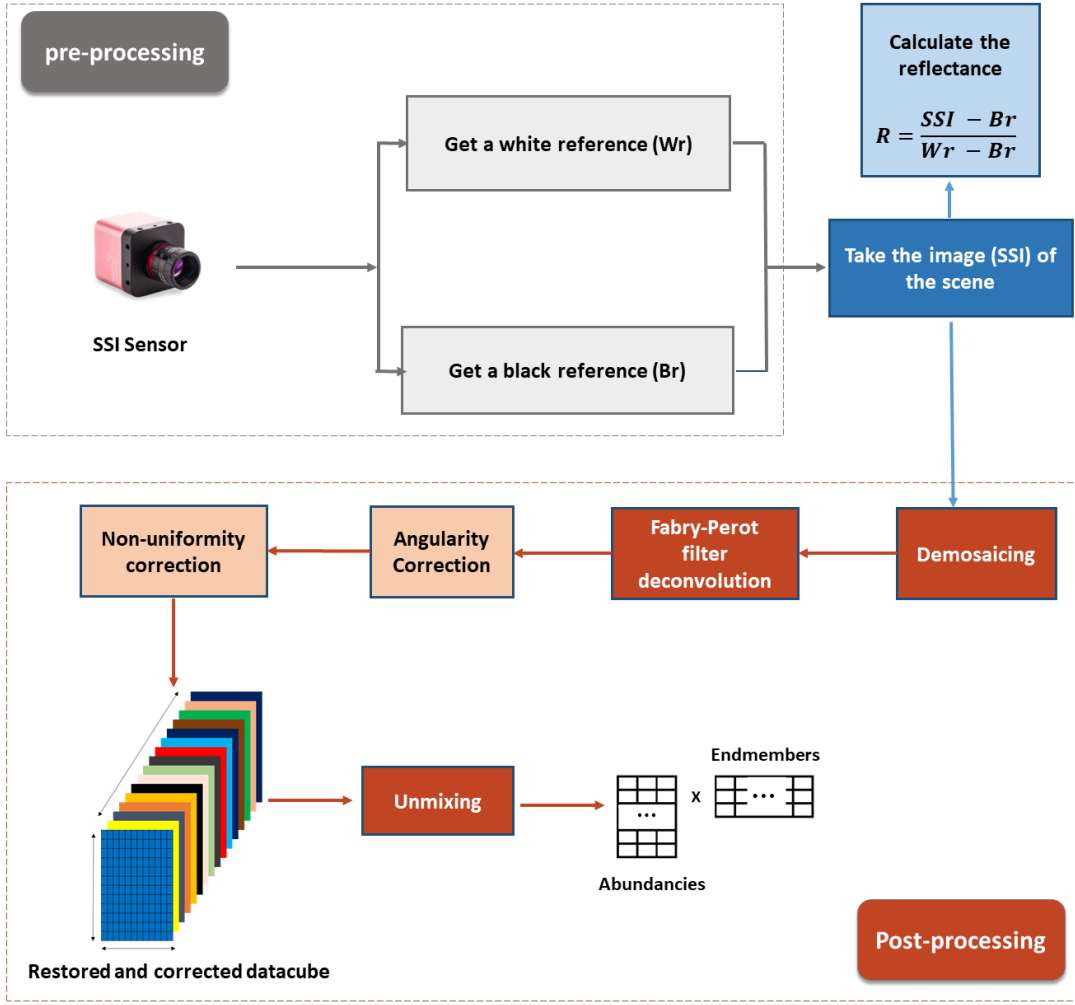 pre-processing
Calculate the
reflectance
R = SSI - Br
Wr - Br
Get a white reference (Wr)
Take the image (SSI) of
the scene
SSI Sensor
Get a black reference (Br)
Non-uniformity
correction
Angularity
Correction
Fabry-Perot
filter
deconvolution
Demosaicing
Endmembers
Unmixing
...
X
...
Abundancies
Post-processing
Restored and corrected datacube